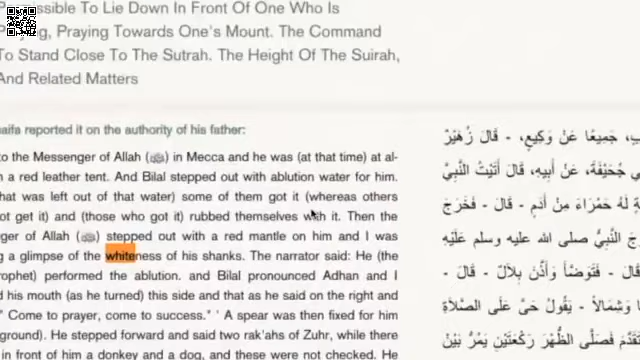 ssible To Lie Down In Front Of One Who Is
ng, Praying Towards One's Mount. The Command
To Stand Close To The Sutrah. The Height Of The Suirah,
And Related Matters
aifa reported it on the authority of his father:
to the Messenger of Allah (ﷺ) in Mecca and he was (at that time) at al-
n a red leather tent. And Bilal stepped out with ablution water for him.
hat was left out of that water) some of them got it (whereas others
ot get it) and (those who got it) rubbed themselves with it. Then the
ger of Allah (ﷺ) stepped out with a red mantle on him and I was
g a glimpse of the whiteness of his shanks. The narrator said: He (the
rophet) performed the ablution. and Bilal pronounced Adhan and I
d his mouth (as he turned) this side and that as he said on the right and
" Come to prayer, come to success." ' A spear was then fixed for him
ground). He stepped forward and said two rak'ahs of Zuhr, while there
in front of him a donkey and a dog, and these were not checked. He
بٍ، جَمِيعًا عَنْ وَكِيعٍ، - قَالَ زُهَيْرٌ
ي جُحَيْفَةَ، عَنْ أَبِيهِ، قَالَ أَتَيْتُ النَّبِيَّ
ةٍ لَهُ حَمْرَاءَ مِنْ أَدَمٍ - قَالَ - فَخَرَجَ
جَ النَّبِيُّ صلى الله عليه وسلم عَلَيْهِ
- قَالَ - فَتَوَضَّأَ وَأَذَّنَ بِلاَلٌ - قَالَ -
وَشِمَالاً - يَقُولُ حَىَّ عَلَى الصَّلاَةِ
قَدَّمَ فَصَلَّى الظُّهْرَ رَكْعَتَيْنِ يَمُرُّ بَيْنَ